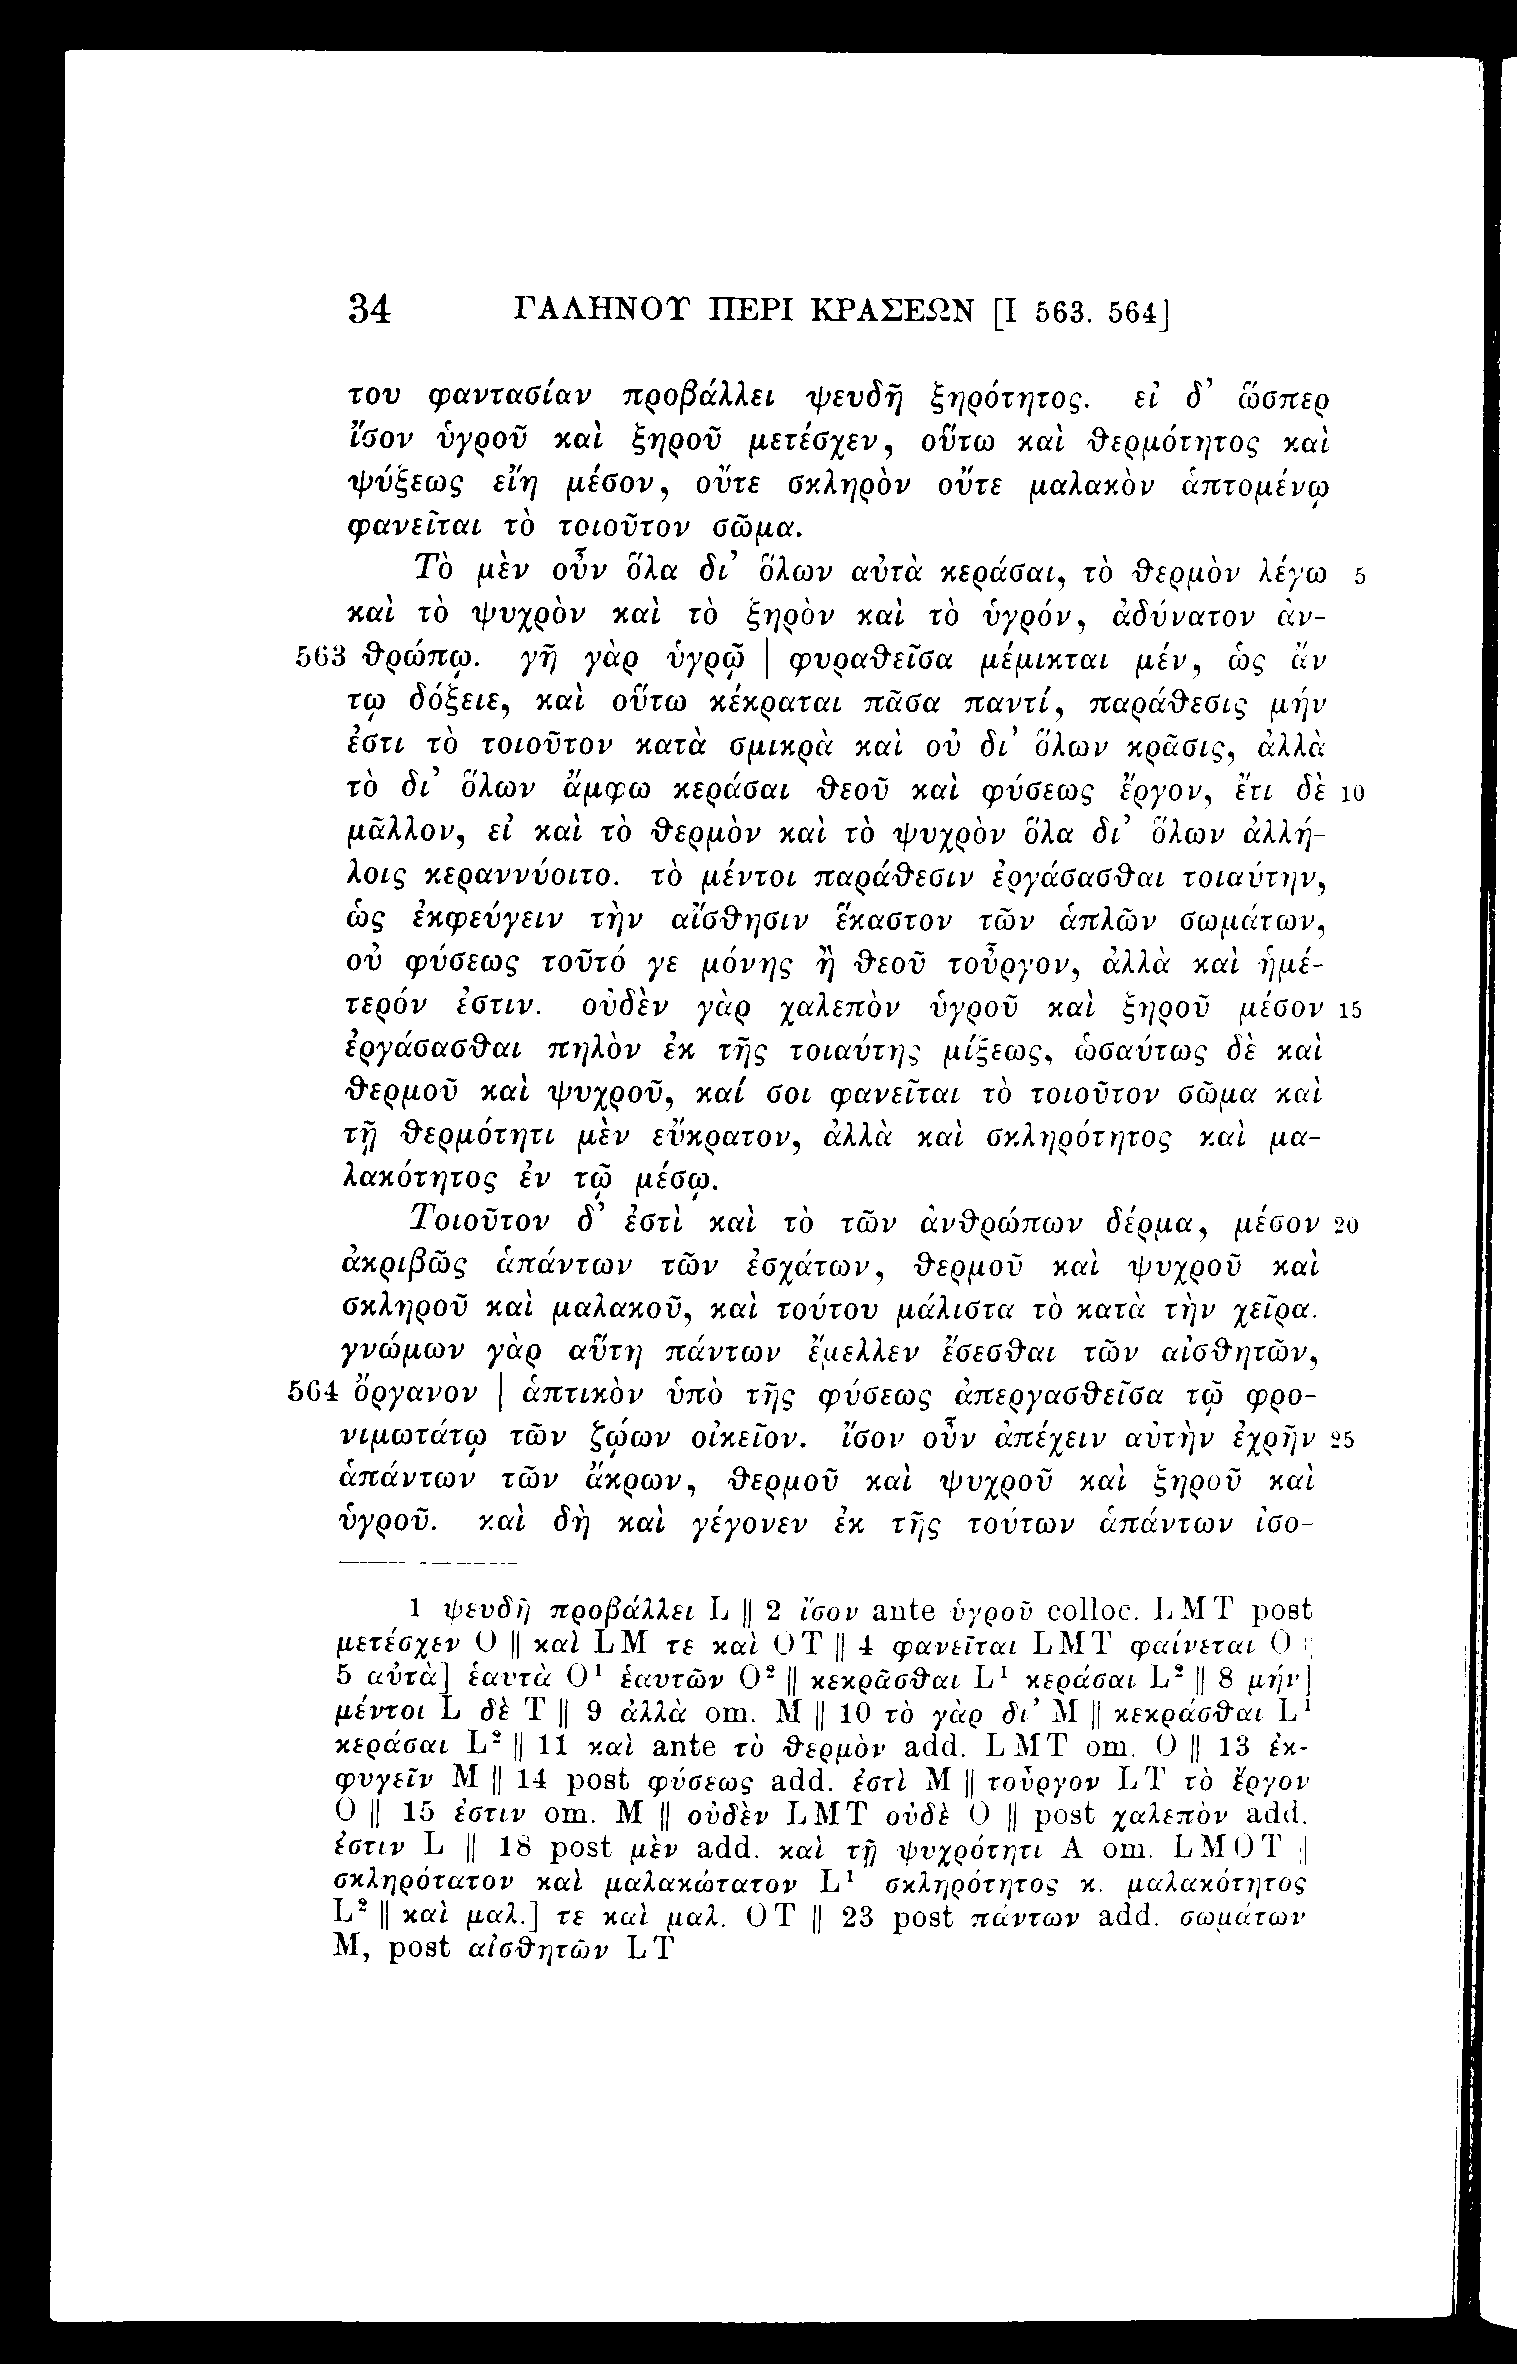 34 ΓΑΛΗΝΟΥ ΠΕΡΙ ΚΡΑΣΕΩΝ [I 563. 564]
του φαντασίαν προβάλλει ψευδῆ ξηρότητος. εἰ δ’ ὥσπερ
ἴσον ὑγροῦ καὶ ξηροῦ μετέσχεν, οὕτω καὶ θερμότητος καὶ
ψύξεως εἴη μέσον, οὔτε σκληρὸν οὔτε μαλακὸν ἁπτομένῳ
φανεῖται τὸ τοιοῦτον σῶμα.
Τὸ μὲν οὖν ὅλα δι’ ὅλων αὐτὰ κεράσαι, τὸ θερμὸν λέγω 5
καὶ τὸ ψυχρὸν καὶ τὸ ξηρὸν καὶ τὸ ὑγρόν, ἀδύνατον ἀν-
563 θρώπῳ. γῆ γὰρ ὑγρῷ | φυραθεῖσα μέμικται μέν, ὡς ἄν
τῳ δόξειε, καὶ οὕτω κέκραται πᾶσα παντί, παράθεσις μήν
ἐστι τὸ τοιοῦτον κατὰ σμικρὰ καὶ οὐ δι’ ὅλων κρᾶσις, ἀλλὰ
τὸ δι’ ὅλων ἄμφω κεράσαι θεοῦ καὶ φύσεως ἔργον, ἔτι δὲ 10
μᾶλλον, εἰ καὶ τὸ θερμὸν καὶ τὸ ψυχρὸν ὅλα δι’ ὅλων ἀλλή-
λοις κεραννύοιτο. τὸ μέντοι παράθεσιν ἐργάσασθαι τοιαύτην,
ὡς ἐκφεύγειν τὴν αἴσθησιν ἕκαστον τῶν ἁπλῶν σωμάτων,
οὐ φύσεως τοῦτό γε μόνης ἢ θεοῦ τοὖργον, ἀλλὰ καὶ ἡμέ-
τερόν ἐστιν. οὐδὲν γὰρ χαλεπὸν ὑγροῦ καὶ ξηροῦ μέσον 15
ἐργάσασθαι πηλὸν ἐκ τῆς τοιαύτης μίξεως, ὡσαύτως δὲ καὶ
θερμοῦ καὶ ψυχροῦ, καί σοι φανεῖται τὸ τοιοῦτον σῶμα καὶ
τῇ θερμότητι μὲν εὔκρατον, ἀλλὰ καὶ σκληρότητος καὶ μα-
λακότητος ἐν τῷ μέσῳ.
Τοιοῦτον δ’ ἐστὶ καὶ τὸ τῶν ἀνθρώπων δέρμα, μέσον 20
ἀκριβῶς ἁπάντων τῶν ἐσχάτων, θερμοῦ καὶ ψυχροῦ καὶ
σκληροῦ καὶ μαλακοῦ, καὶ τούτου μάλιστα τὸ κατὰ τὴν χεῖρα.
γνώμων γὰρ αὕτη πάντων ἔμελλεν ἔσεσθαι τῶν αἰσθητῶν,
564 ὄργανον | ἁπτικὸν ὑπὸ τῆς φύσεως ἀπεργασθεῖσα τῷ φρο-
νιμωτάτῳ τῶν ζῴων οἰκεῖον. ἴσον οὖν ἀπέχειν αὐτὴν ἐχρῆν 25
ἁπάντων τῶν ἄκρων, θερμοῦ καὶ ψυχροῦ καὶ ξηροῦ καὶ
ὑγροῦ. καὶ δὴ καὶ γέγονεν ἐκ τῆς τούτων ἁπάντων ἰσο-
1 ψευδῆ προβάλλει L || 2 ἴσον ante ὑγροῦ colloc. LMT post
μετέσχεν O || καὶ LM τε καὶ OT || 4 φανεῖται LMT φαίνεται O ||
5 αὐτὰ] ἑαυτὰ O¹ ἑαυτῶν O² || κεκρᾶσθαι L¹ κεράσαι L² || 8 μήν]
μέντοι L δὲ T || 9 ἀλλὰ om. M || 10 τὸ γὰρ δι’ M || κεκράσθαι L¹
κεράσαι L² || 11 καὶ ante τὸ θερμὸν add. LMT om. O || 13 ἐκ-
φυγεῖν M || 14 post φύσεως add. ἐστὶ M || τοὖργον LT τὸ ἔργον
O || 15 ἐστιν om. M || οὐδὲν LMT οὐδὲ O || post χαλεπὸν add.
ἐστιν L || 18 post μὲν add. καὶ τῇ ψυχρότητι A om. LMOT ||
σκληρότατον καὶ μαλακώτατον L¹ σκληρότητος κ. μαλακότητος
L² || καὶ μαλ.] τε καὶ μαλ. OT || 23 post πάντων add. σωμάτων
M, post αἰσθητῶν LT